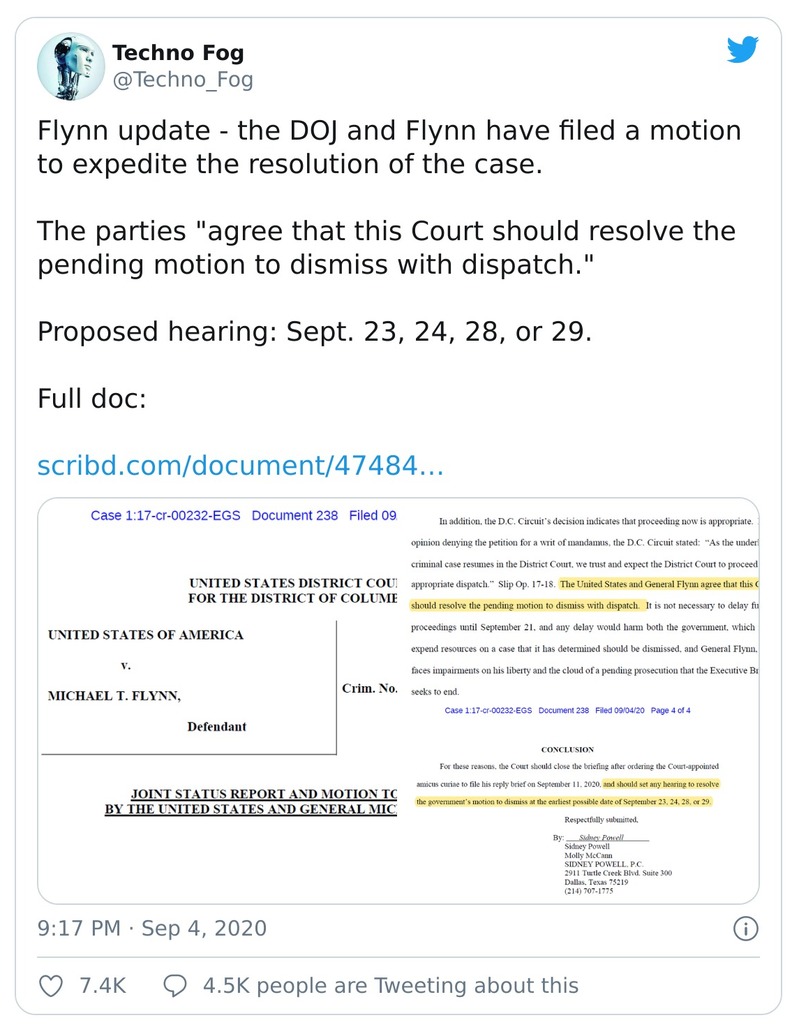 Techno Fog
@Techno_Fog
Flynn update - the DOJ and Flynn have filed a motion
to expedite the resolution of the case.
The parties "agree that this Court should resolve the
pending motion to dismiss with dispatch."
Proposed hearing: Sept. 23, 24, 28, or 29.
Full doc:
scribd.com/document/47484…
Case 1:17-cr-00232-EGS Document 238 Filed 09
UNITED STATES DISTRICT COU
FOR THE DISTRICT OF COLUMB
UNITED STATES OF AMERICA
v.
MICHAEL T. FLYNN,
Defendant
Crim. No.
JOINT STATUS REPORT AND MOTION TO
BY THE UNITED STATES AND GENERAL MIC
In addition, the D.C. Circuit's decision indicates that proceeding now is appropriate.
opinion denying the petition for a writ of mandamus, the D.C. Circuit stated: "As the under
criminal case resumes in the District Court, we trust and expect the District Court to proceed
appropriate dispatch." Slip Op. 17-18. The United States and General Flynn agree that this C
should resolve the pending motion to dismiss with dispatch. It is not necessary to delay fu
proceedings until September 21, and any delay would harm both the government, which
expend resources on a case that it has determined should be dismissed, and General Flynn,
faces impairments on his liberty and the cloud of a pending prosecution that the Executive Br
seeks to end.
Case 1:17-cr-00232-EGS Document 238 Filed 09/04/20 Page 4 of 4
CONCLUSION
For these reasons, the Court should close the briefing after ordering the Court-appointed
amicus curiae to file his reply brief on September 11, 2020, and should set any hearing to resolve
the government's motion to dismiss at the earliest possible date of September 23, 24, 28, or 29.
Respectfully submitted,
By: Sidney Powell
Sidney Powell
Molly McCann
SIDNEY POWELL, P.C.
2911 Turtle Creek Blvd. Suite 300
Dallas, Texas 75219
(214) 707-1775
9:17 PM · Sep 4, 2020
7.4K 4.5K people are Tweeting about this